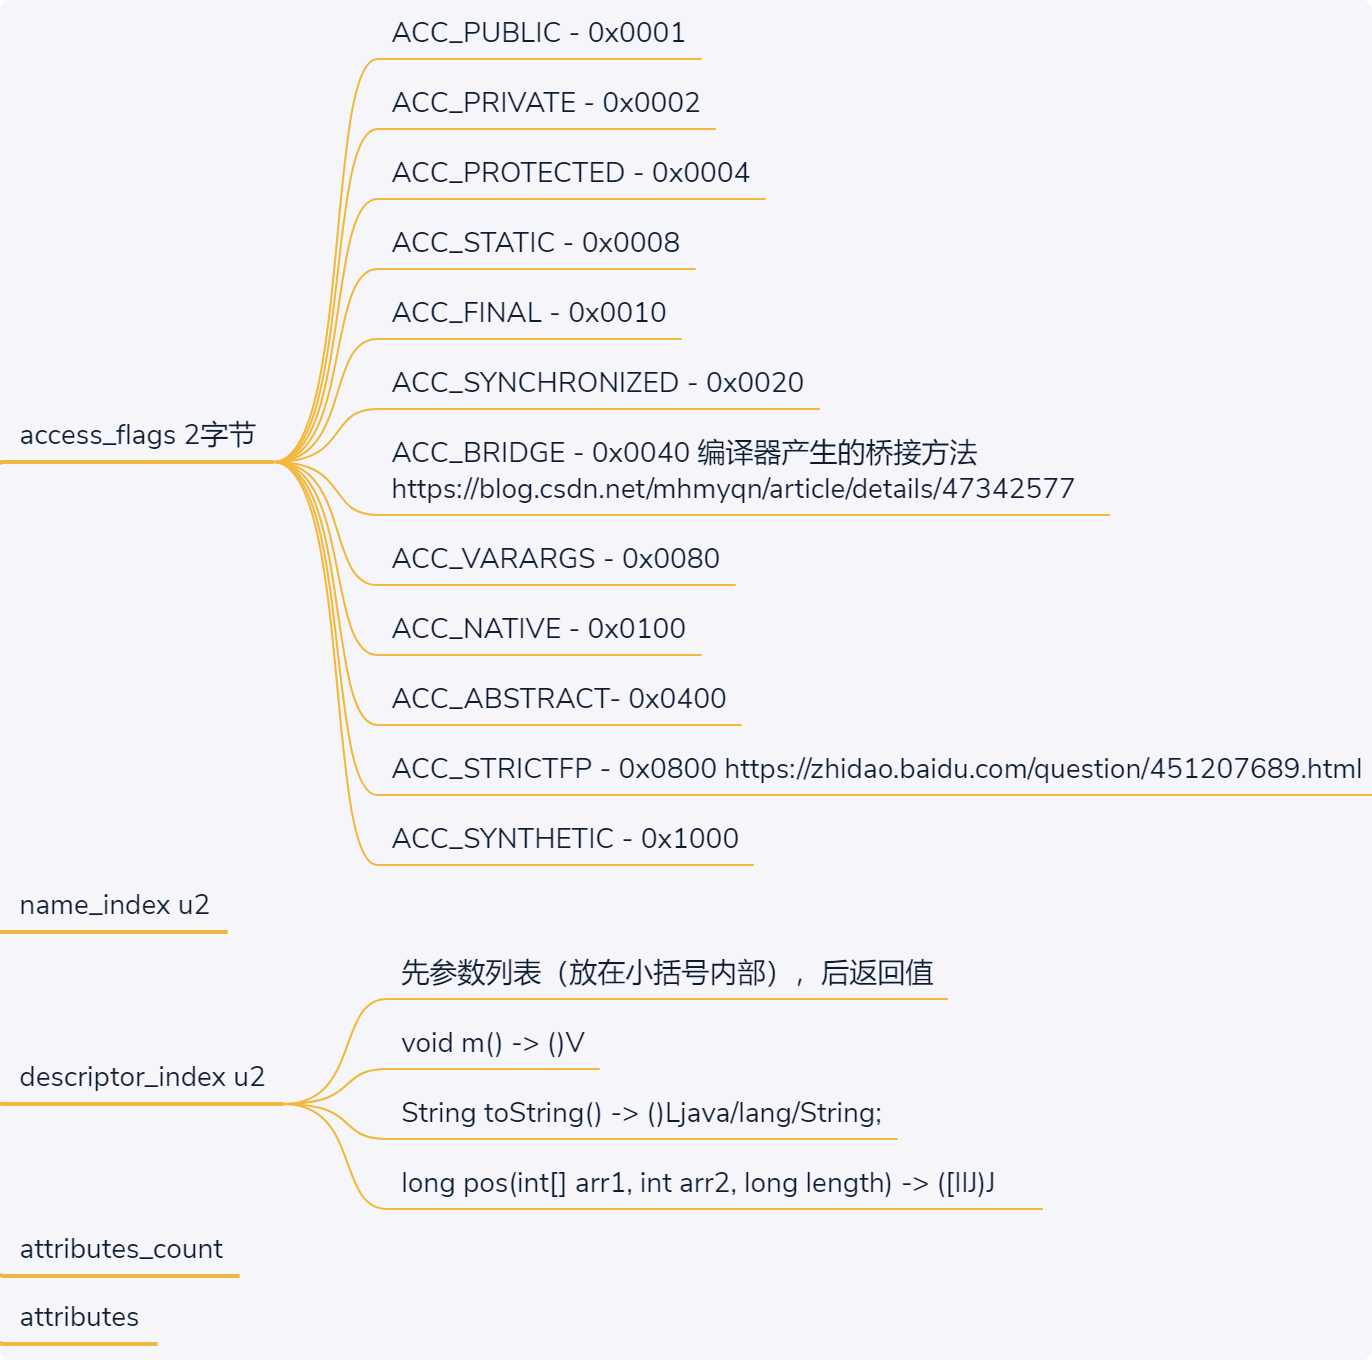 ACC_PUBLIC - 0x0001
ACC_PRIVATE - 0x0002
ACC_PROTECTED - 0x0004
ACC_STATIC - 0x0008
ACC_FINAL - 0x0010
ACC_SYNCHRONIZED - 0x0020
access_flags 2字节
ACC_BRIDGE - 0x0040 编译器产生的桥接方法
https://blog.csdn.net/mhmyqn/article/details/47342577
ACC_VARARGS - 0x0080
ACC_NATIVE - 0x0100
ACC_ABSTRACT- 0x0400
ACC_STRICTFP - 0x0800 https://zhidao.baidu.com/question/451207689.html
ACC_SYNTHETIC - 0x1000
name_index u2
先参数列表（放在小括号内部），后返回值
void m() -> ()V
descriptor_index u2
String toString() -> ()Ljava/lang/String;
long pos(int[] arr1, int arr2, long length) -> ([IIJ)J
attributes_count
attributes